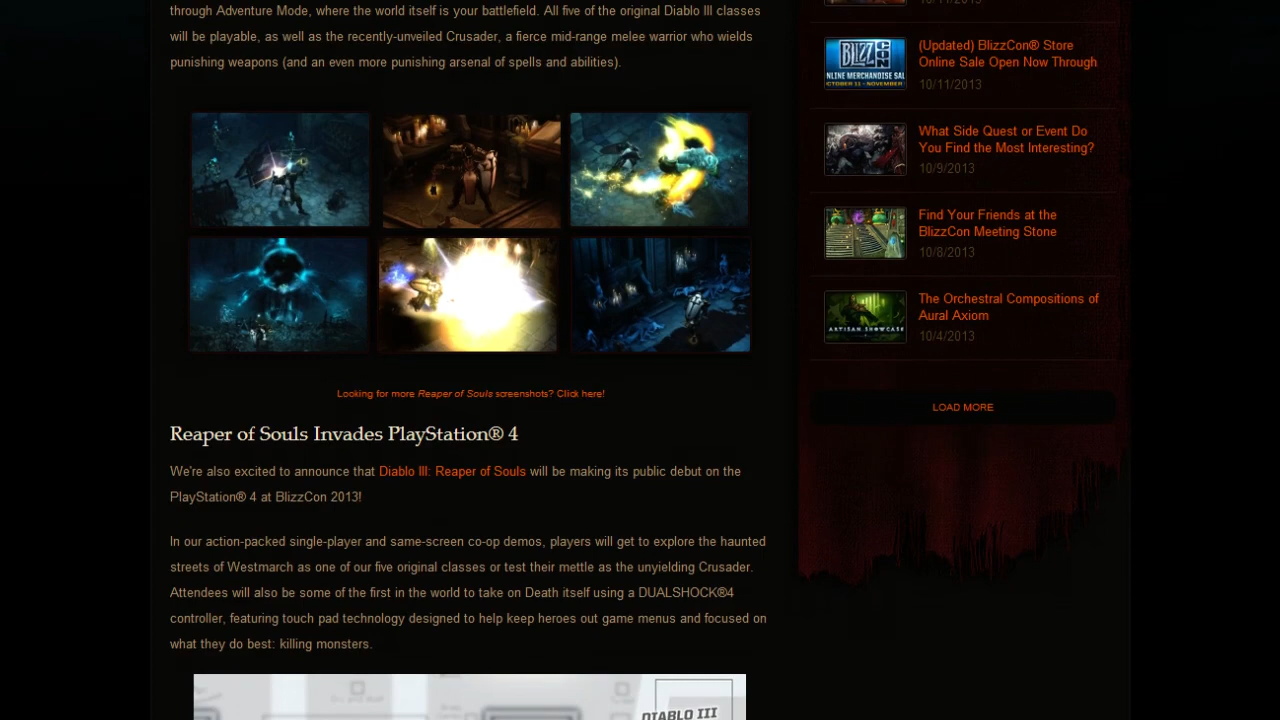 through Adventure Mode, where the world itself is your battlefield. All five of the original Diablo III classes
will be playable, as well as the recently-unveiled Crusader, a fierce mid-range melee warrior who wields
punishing weapons (and an even more punishing arsenal of spells and abilities).
Looking for more Reaper of Souls screenshots? Click here!
Reaper of Souls Invades PlayStation® 4
We're also excited to announce that Diablo III: Reaper of Souls will be making its public debut on the
PlayStation® 4 at BlizzCon 2013!
In our action-packed single-player and same-screen co-op demos, players will get to explore the haunted
streets of Westmarch as one of our five original classes or test their mettle as the unyielding Crusader.
Attendees will also be some of the first in the world to take on Death itself using a DUALSHOCK®4
controller, featuring touch pad technology designed to help keep heroes out game menus and focused on
what they do best: killing monsters.
DIABLO III
10/11/2013
BLIZZ
CON
NLINE MERCHANDISE SAL
OCTOBER 11 - NOVEMBER
(Updated) BlizzCon® Store
Online Sale Open Now Through
10/11/2013
What Side Quest or Event Do
You Find the Most Interesting?
10/9/2013
Find Your Friends at the
BlizzCon Meeting Stone
10/8/2013
ARTISAN SHOWCASE
The Orchestral Compositions of
Aural Axiom
10/4/2013
LOAD MORE